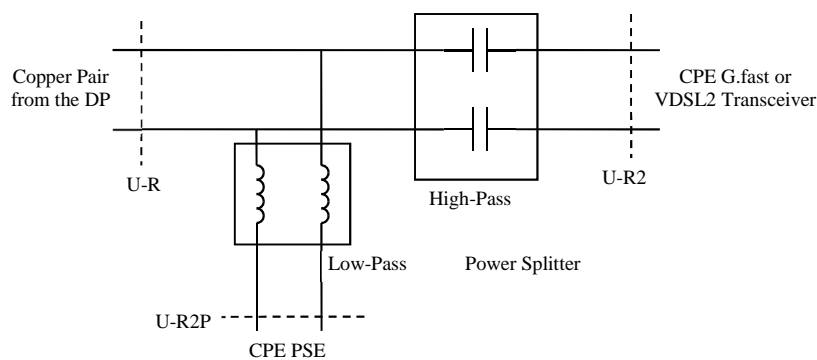 Copper Pair
from the DP
CPE G.fast or
VDSL2 Transceiver
U-R
U-R2
High-Pass
Low-Pass
Power Splitter
U-R2P
CPE PSE